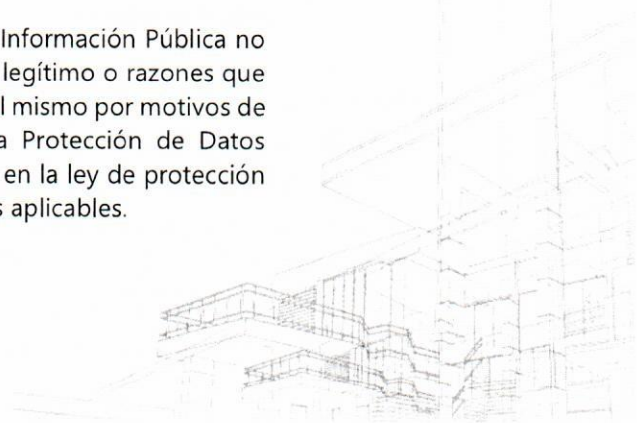 Información Pública no
legítimo o razones que
l mismo por motivos de
a Protección de Datos
en la ley de protección
s aplicables.